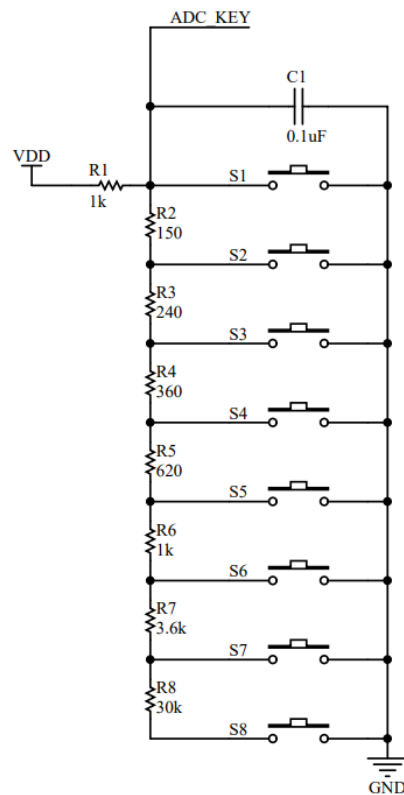 ADC_KEY
C1
0.1uF
VDD
R1
1k
S1
R2
150
S2
R3
240
S3
R4
360
S4
R5
620
S5
R6
1k
S6
R7
3.6k
S7
R8
30k
S8
GND